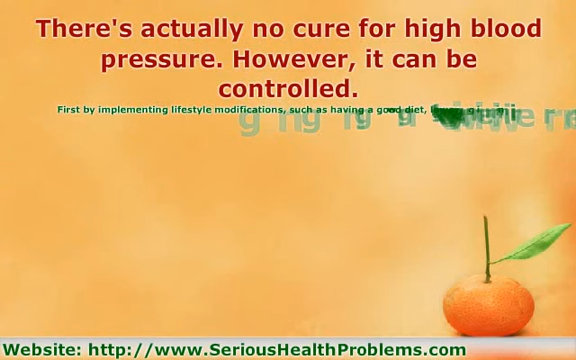 There's actually no cure for high blood
pressure. However, it can be
controlled.
First by implementing lifestyle modifications, such as having a good diet,
Website: http://www.SeriousHealthProblems.com